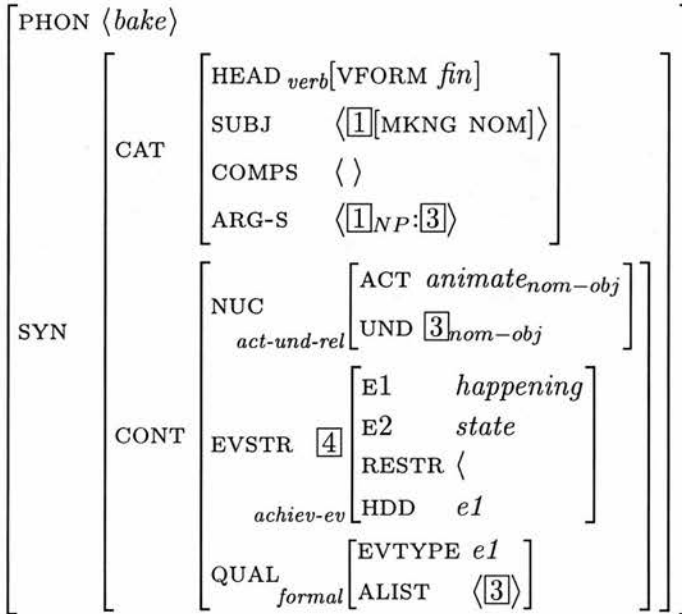 PHON ⟨bake⟩
HEAD verb[VFORM fin]
SUBJ ⟨[1][MKNG NOM]⟩
CAT
COMPS ⟨ ⟩
ARG-S ⟨[1]NP:[3]⟩
ACT animate nom−obj
NUC
SYN act-und-rel UND [3]nom−obj
E1 happening
E2 state
CONT EVSTR [4]
RESTR ⟨
achiev-ev HDD e1
EVTYPE e1
QUAL
formal ALIST ⟨[3]⟩